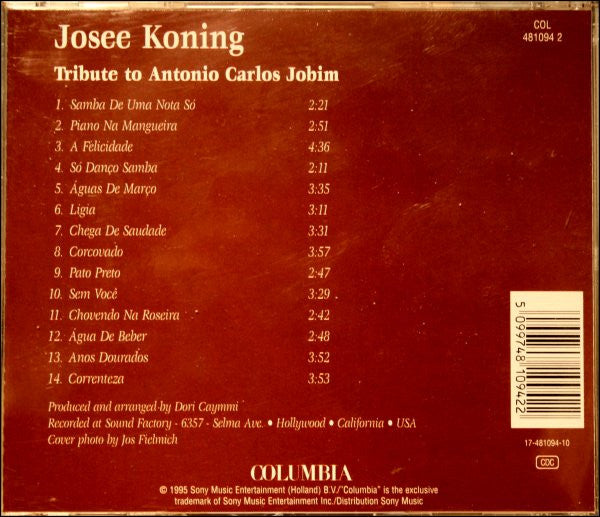 Josee Koning
COL
481094 2
Tribute to Antonio Carlos Jobim
1. Samba De Uma Nota Só 2:21
2. Piano Na Mangueira 2:51
3. A Felicidade 4:36
4. Só Danço Samba 2:11
5. Águas De Março 3:35
6. Ligia 3:11
7. Chega De Saudade 3:31
8. Corcovado 3:57
9. Pato Preto 2:47
10. Sem Você 3:29
11. Chovendo Na Roseira 2:42
12. Água De Beber 2:48
13. Anos Dourados 3:52
14. Correnteza 3:53
5 099748 109422
Produced and arranged by Dori Caymmi
Recorded at Sound Factory - 6357 - Selma Ave. • Hollywood • California • USA
Cover photo by Jos Fielmich
17-481094-10
CDC
COLUMBIA
© 1995 Sony Music Entertainment (Holland) B.V./"Columbia" is the exclusive
trademark of Sony Music Entertainment Inc./Distribution Sony Music